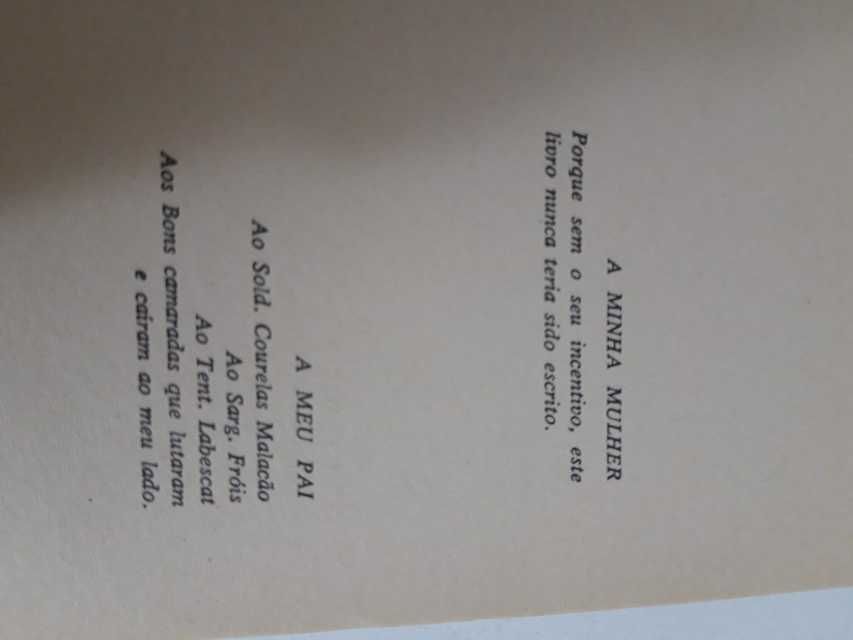 A MINHA MULHER
Porque sem o seu incentivo, este
livro nunca teria sido escrito.
A MEU PAI
Ao Sold. Courelas Malacão
Ao Sarg. Fróis
Ao Tent. Labescat
Aos Bons camaradas que lutaram
e caíram ao meu lado.